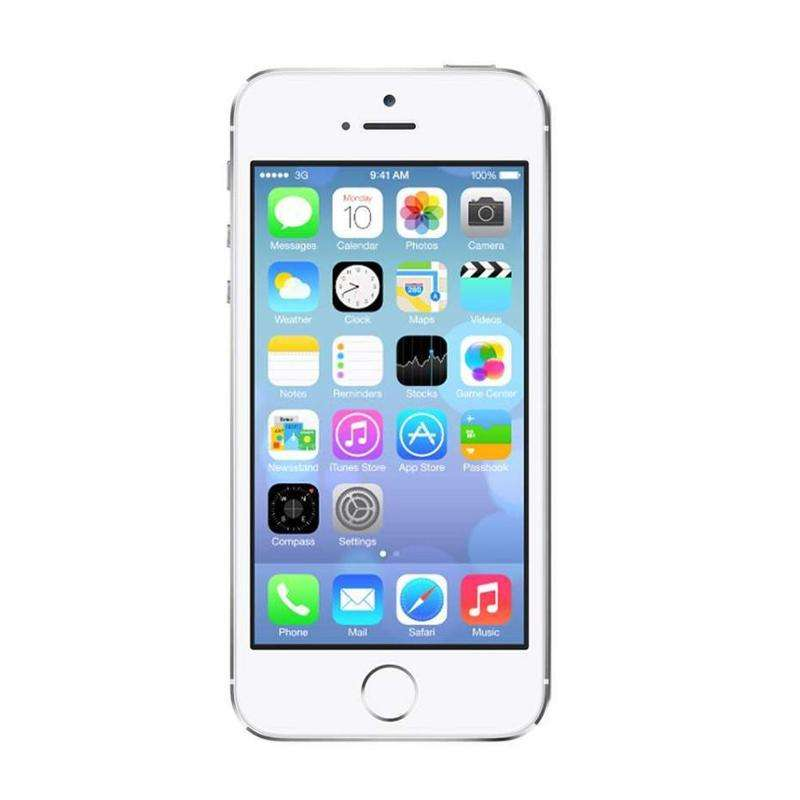 3G 9:41 AM 100%
Monday
10
280
Messages Calendar Photos Camera
Weather Clock Maps Videos
Notes Reminders Stocks Game Center
Newsstand iTunes Store App Store Passbook
W N
S E
Compass Settings
Phone Mail Safari Music